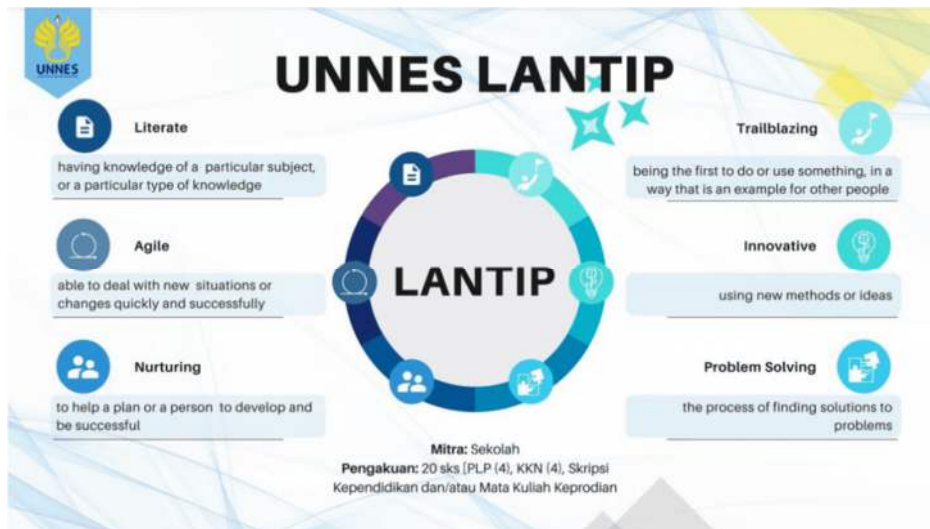 UNNES
UNNES LANTIP
Literate
having knowledge of a particular subject,
or a particular type of knowledge
Agile
able to deal with new situations or
changes quickly and successfully
Nurturing
to help a plan or a person to develop and
be successful
LANTIP
Trailblazing
being the first to do or use something, in a
way that is an example for other people
Innovative
using new methods or ideas
Problem Solving
the process of finding solutions to
problems
Mitra: Sekolah
Pengakuan: 20 sks [PLP (4), KKN (4), Skripsi
Kependidikan dan/atau Mata Kuliah Keprodian